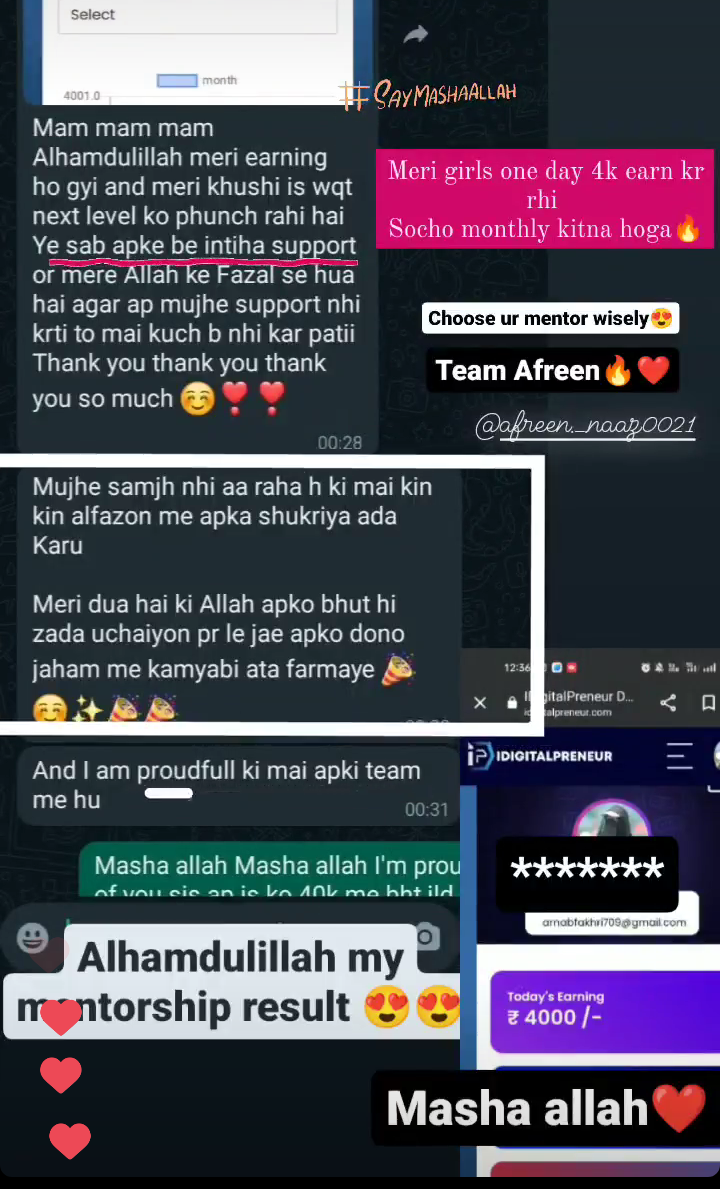 Select
month
4001.0
#SAYMASHAALLAH
Mam mam mam
Alhamdulillah meri earning
ho gyi and meri khushi is wqt
next level ko phunch rahi hai
Ye sab apke be intiha support
or mere Allah ke Fazal se hua
hai agar ap mujhe support nhi
krti to mai kuch b nhi kar patii
Thank you thank you thank
you so much ☺️❣️❣️
00:28
Meri girls one day 4k earn kr
rhi
Socho monthly kitna hoga🔥
Choose ur mentor wisely😍
Team Afreen🔥❤️
@afreen._naaz0021
Mujhe samjh nhi aa raha h ki mai kin
kin alfazon me apka shukriya ada
Karu
Meri dua hai ki Allah apko bhut hi
zada uchaiyon pr le jae apko dono
jaham me kamyabi ata farmaye 🎉
☺️✨🎉🎉
And I am proudfull ki mai apki team
me hu
00:31
Masha allah Masha allah I'm prou
of you sis ap is ko 40k me bht jld
Alhamdulillah my
mentorship result 😍😍
12:36
gitalPreneur D...
talpreneur.com
iP IDIGITALPRENEUR
*******
arnabfakhri709@gmail.com
Today's Earning
₹ 4000 /-
Masha allah❤️